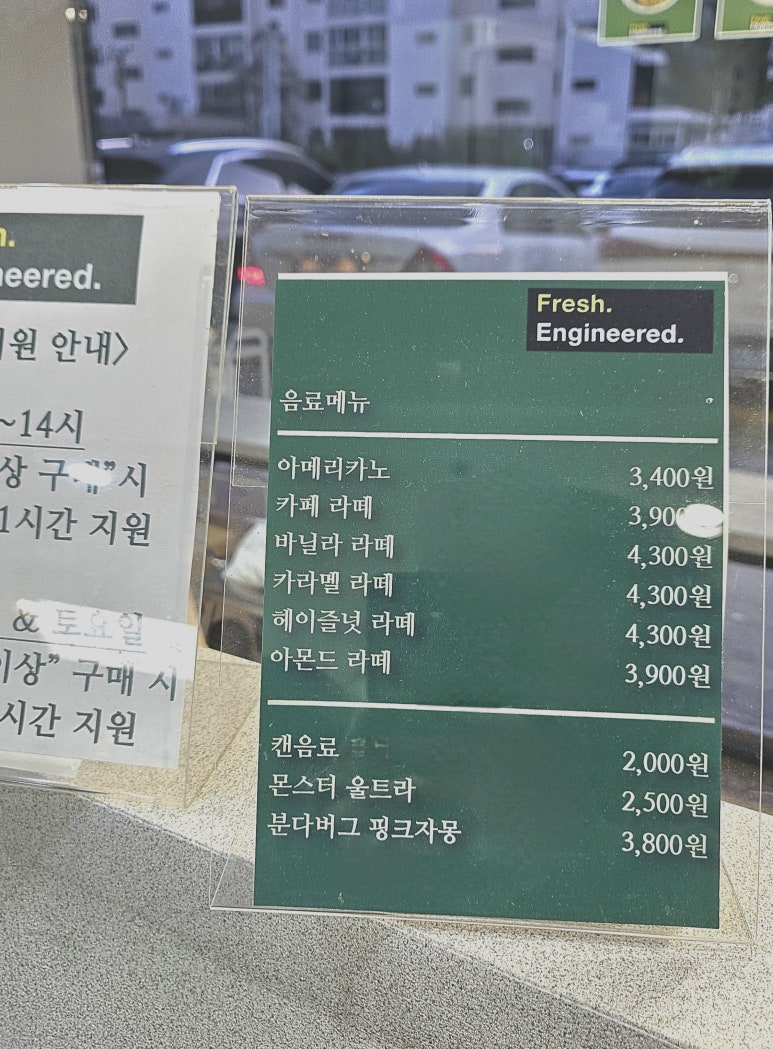 neered.
지원 안내>
~14시
시
1시간 지원
& 토요일
이상” 구매 시
시간 지원
Fresh.
Engineered.
음료메뉴
아메리카노 3,400원
카페 라떼
바닐라 라떼 4,300원
카라멜 라떼 4,300원
헤이즐넛 라떼 4,300원
아몬드 라떼 3,900원
캔음료 2,000원
몬스터 울트라 2,500원
분다버그 핑크자몽 3,800원